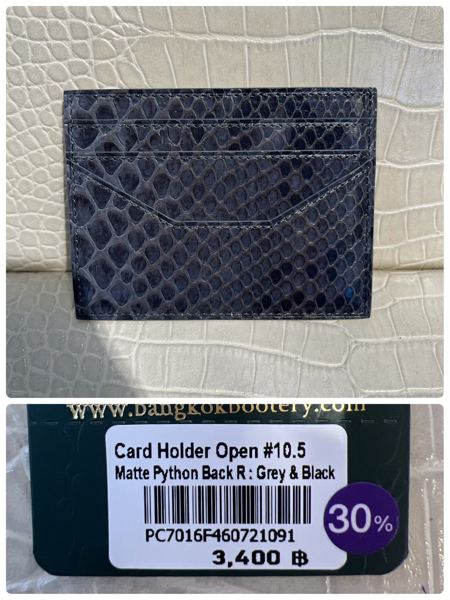 www.bangkokbootery.com
Card Holder Open #10.5
Matte Python Back R : Grey & Black
PC7016F460721091
3,400 ฿
30%